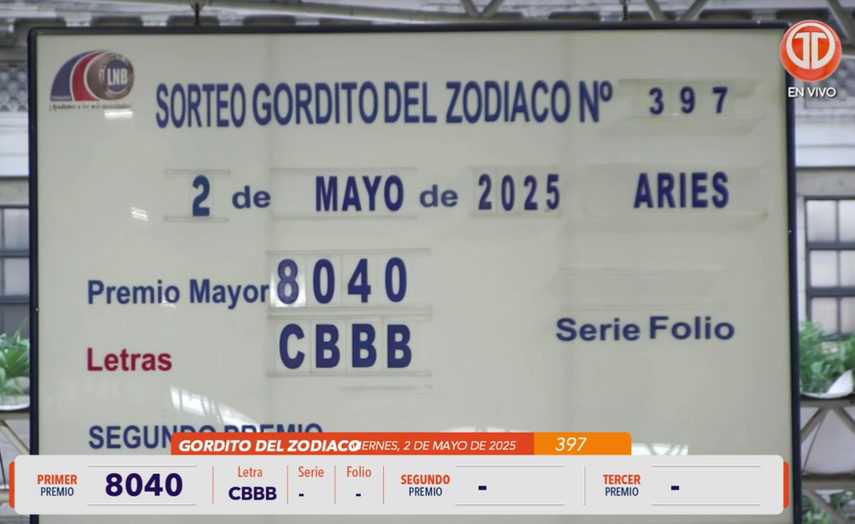 LNB
SORTEO GORDITO DEL ZODIACO Nº 397
EN VIVO
2 de MAYO de 2025 ARIES
Premio Mayor 8040
Letras CBBB
Serie Folio
SEGUNDO PREMIO
GORDITO DEL ZODIACO VIERNES, 2 DE MAYO DE 2025 397
PRIMER PREMIO 8040
Letra CBBB
Serie -
Folio -
SEGUNDO PREMIO -
TERCER PREMIO -